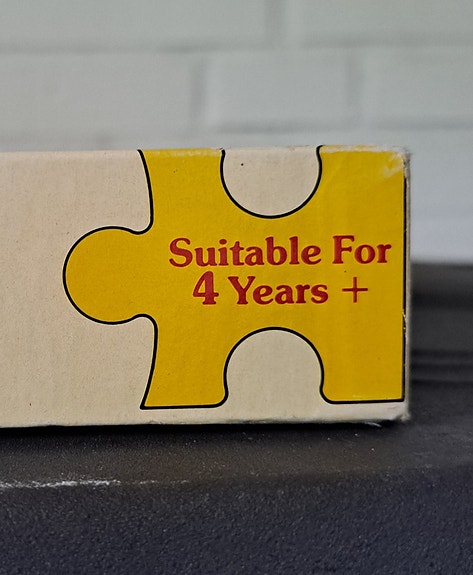 Suitable For
4 Years +